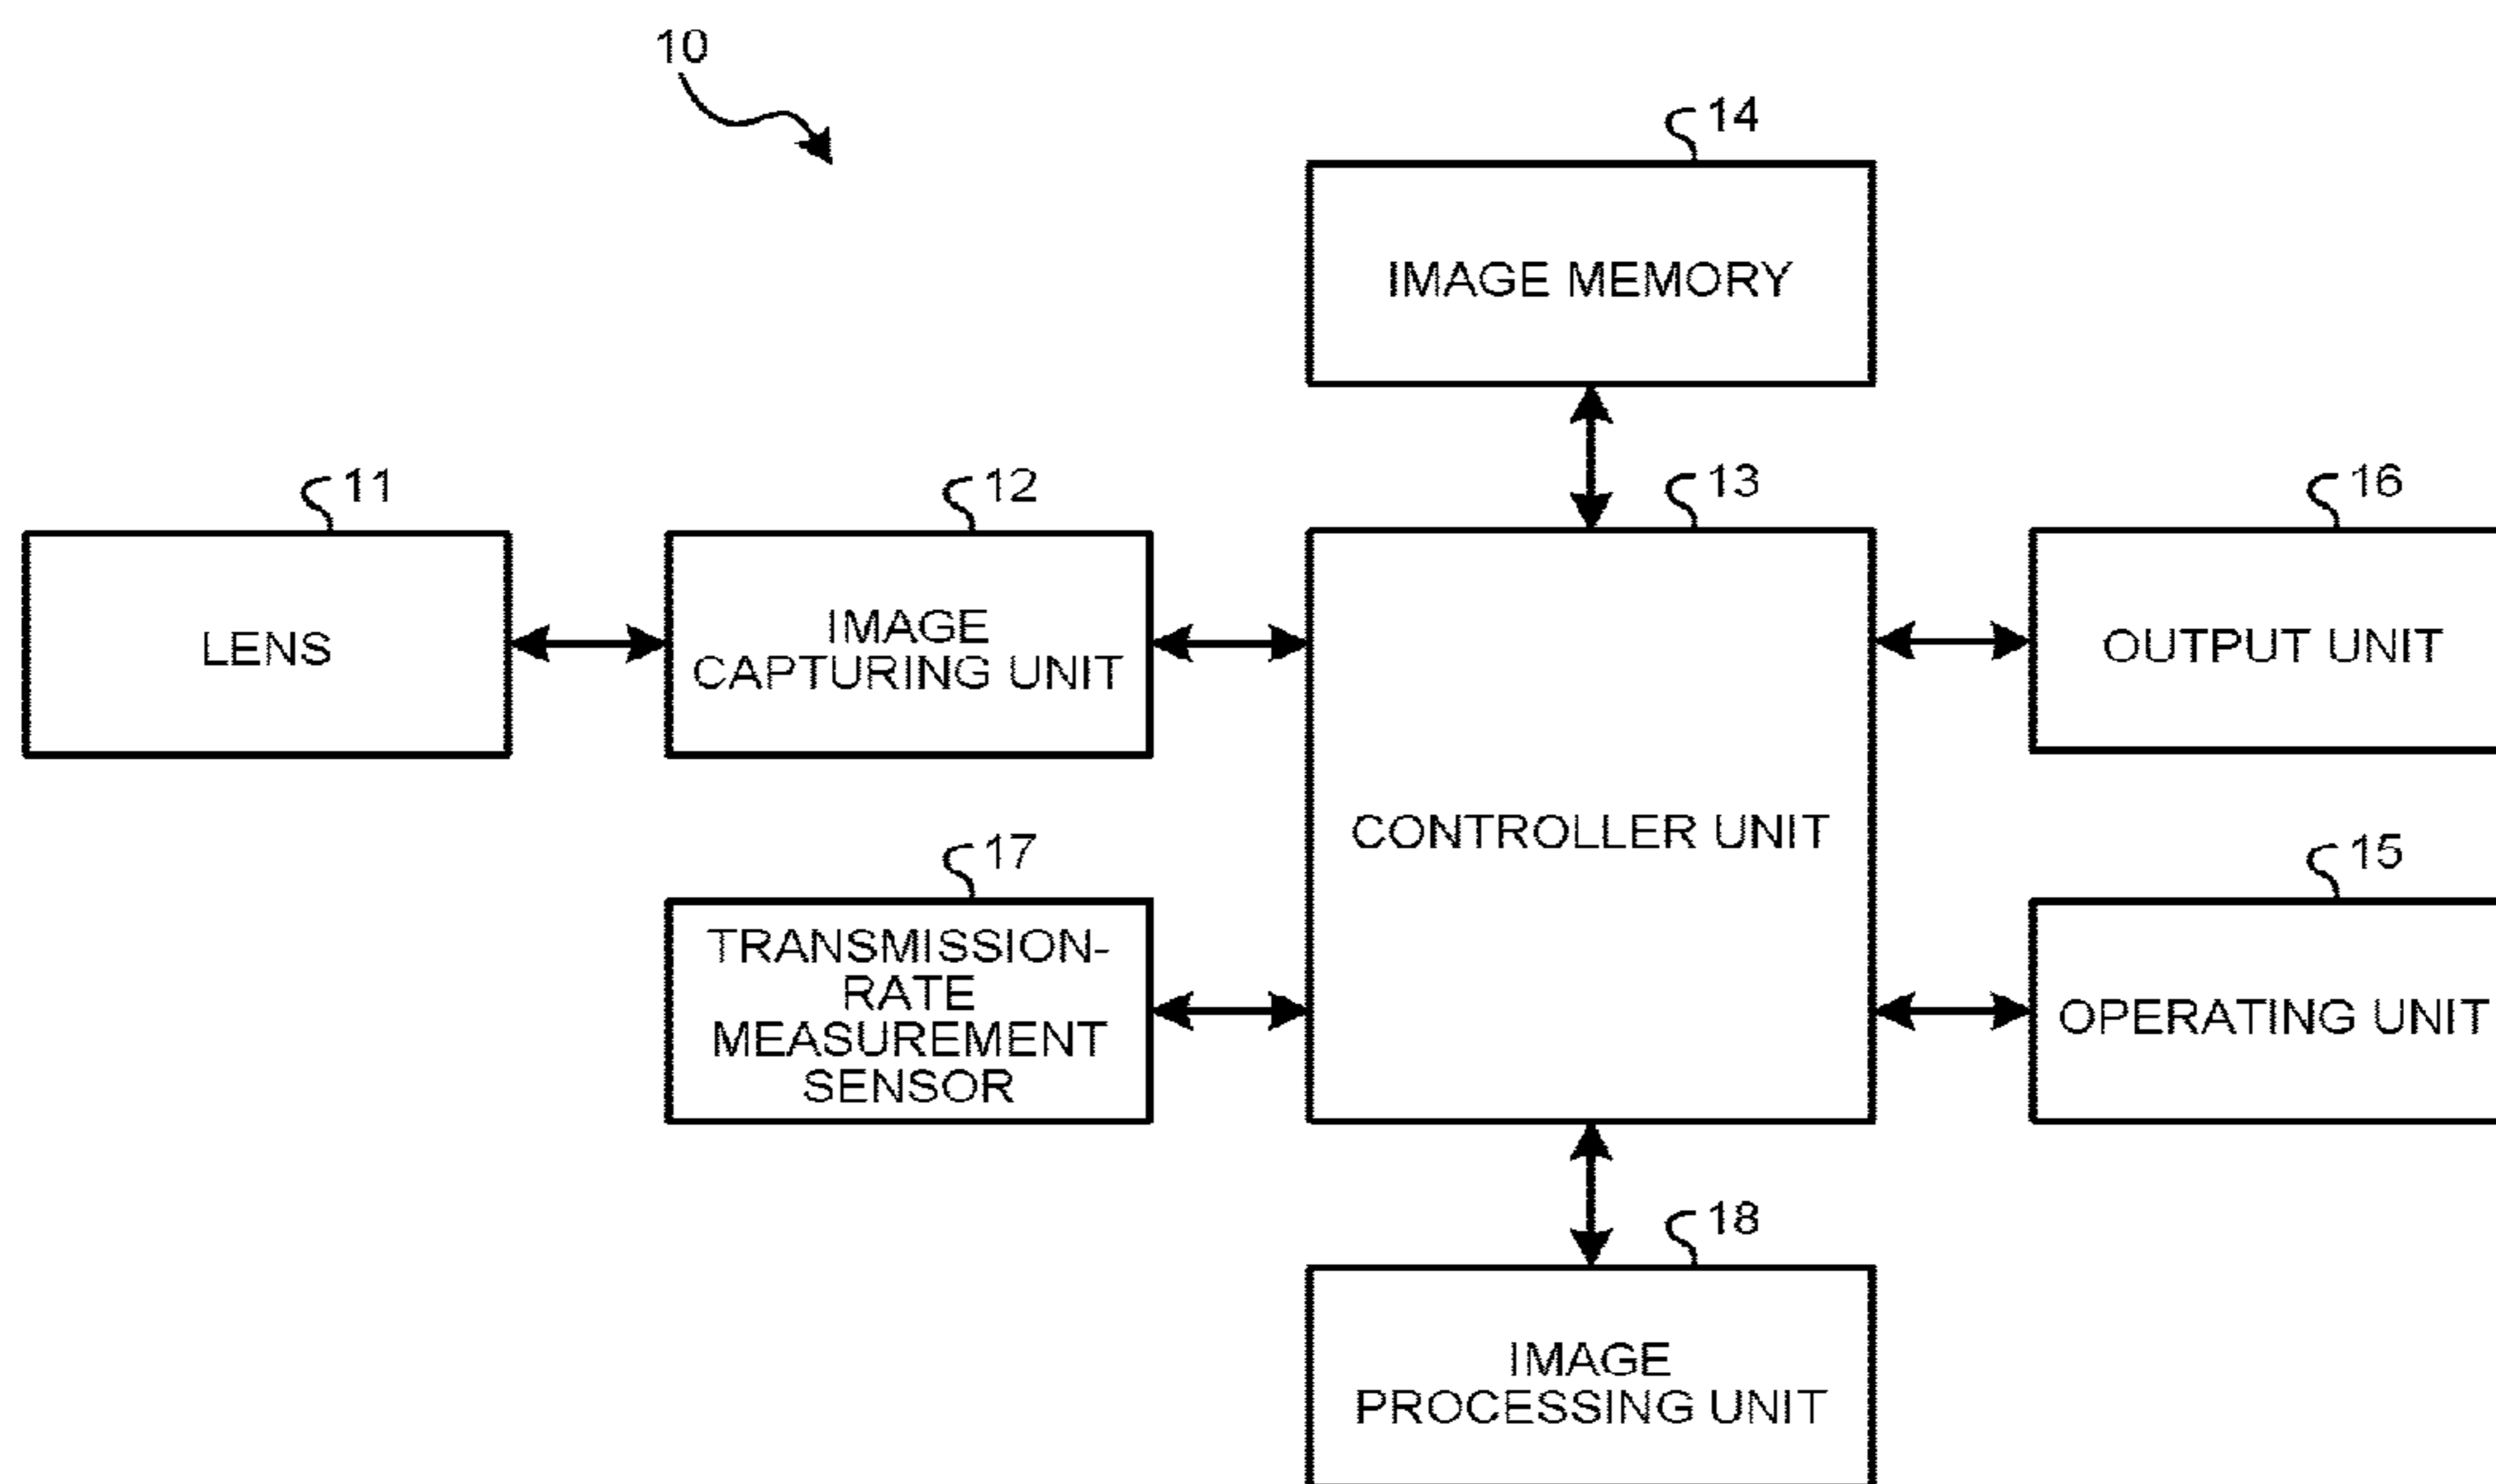 10
14
IMAGE MEMORY
11
LENS
12
IMAGE
CAPTURING UNIT
13
CONTROLLER UNIT
16
OUTPUT UNIT
17
TRANSMISSION-
RATE
MEASUREMENT
SENSOR
15
OPERATING UNIT
18
IMAGE
PROCESSING UNIT